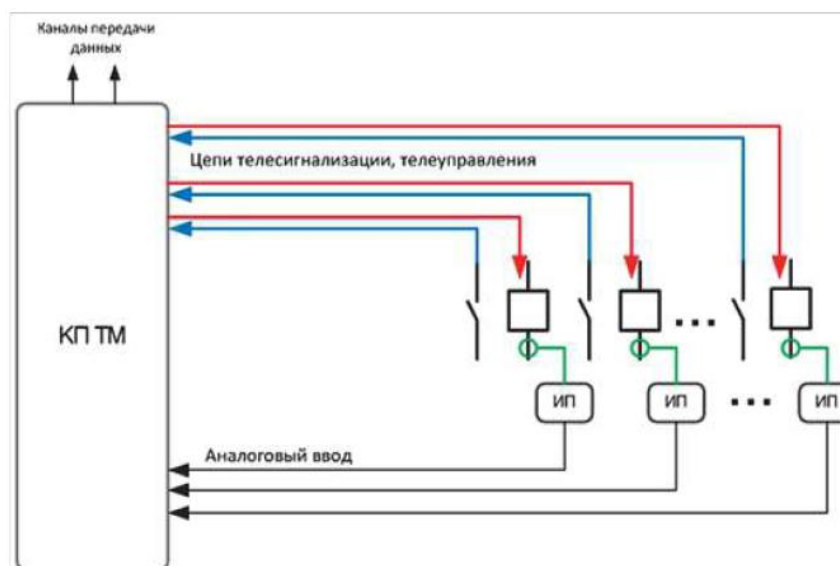 Каналы передачи
данных
Цепи телесигнализации, телеуправления
КП ТМ
ИП
ИП
ИП
Аналоговый ввод